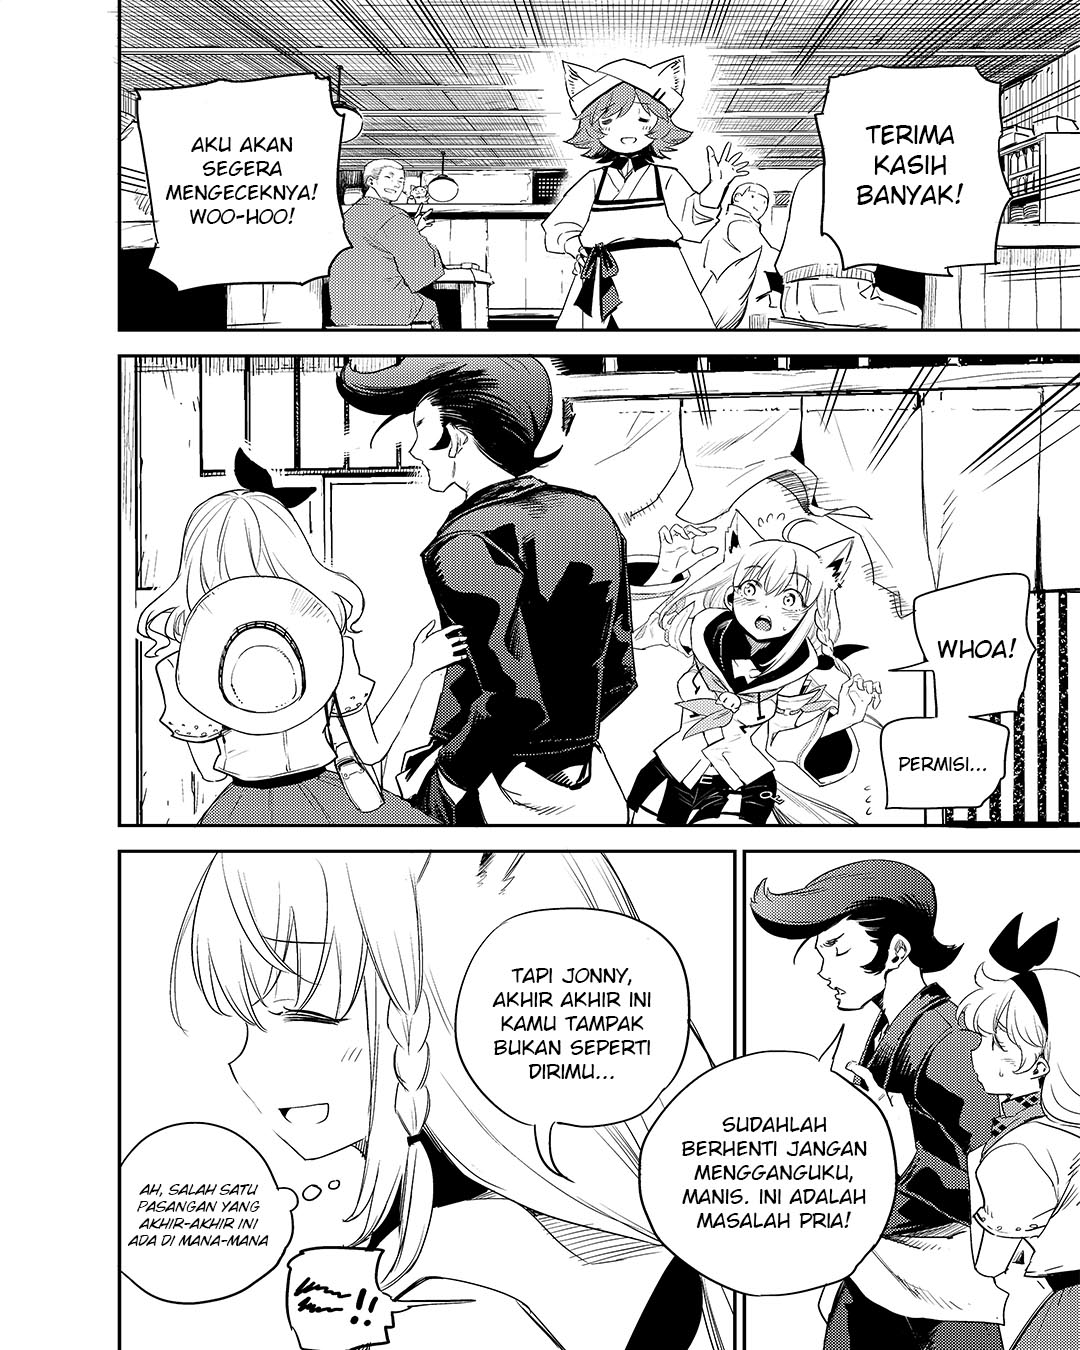 TERIMA
KASIH
BANYAK!
AKU AKAN
SEGERA
MENGECEKNYA!
WOO-HOO!
WHOA!
PERMISI...
SUDAHLAH
BERHENTI JANGAN
MENGGANGUKU,
MANIS. INI ADALAH
MASALAH PRIA!
TAPI JONNY,
AKHIR AKHIR INI
KAMU TAMPAK
BUKAN SEPERTI
DIRIMU...
AH, SALAH SATU
PASANGAN YANG
AKHIR-AKHIR INI
ADA DI MANA-MANA
!!